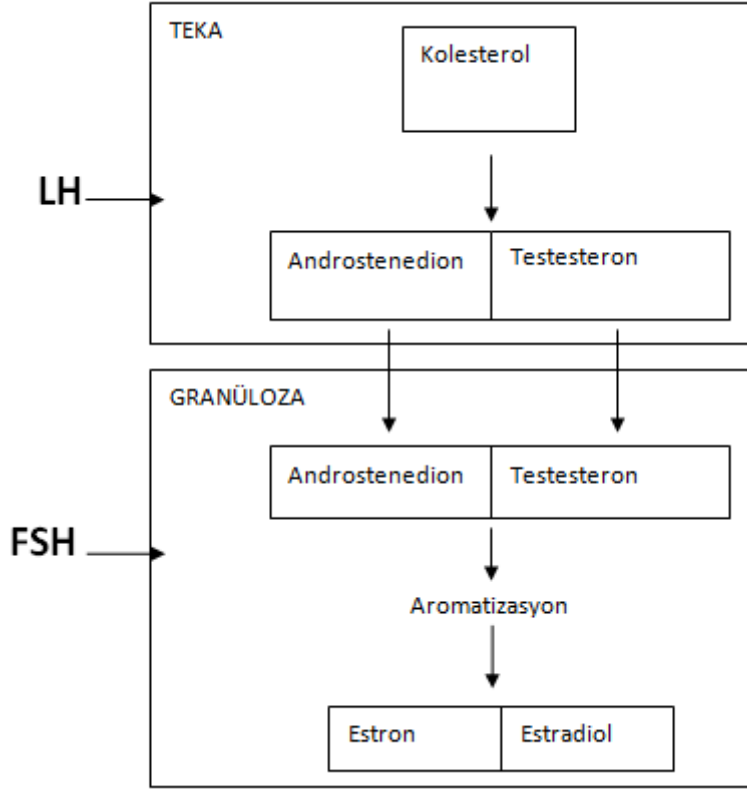 TEKA
Kolesterol
LH
Androstenedion
Testesteron
GRANÜLOZA
Androstenedion
Testesteron
FSH
Aromatizasyon
Estron
Estradiol